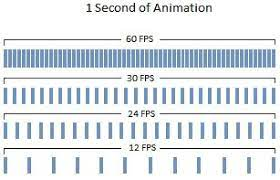 1 Second of Animation
60 FPS
30 FPS
24 FPS
12 FPS